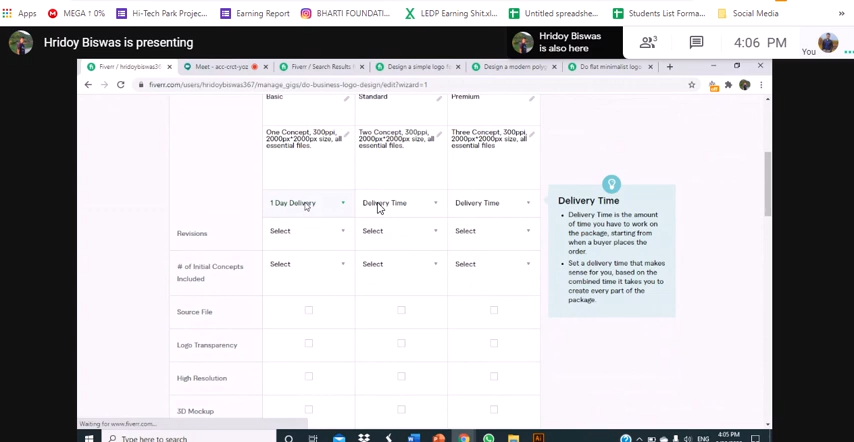 Apps
MEGA ↑ 0%
Hi-Tech Park Projec...
Earning Report
BHARTI FOUNDATI...
LEDP Earning Shit.xl...
Untitled spreadshe...
Students List Forma...
Social Media
»
Hridoy Biswas is presenting
Hridoy Biswas
is also here
3
4:06 PM
You
Fiverr / hridoybiswas36
Meet - acc-crct-yoz
Fiverr / Search Results f
Design a simple logo f
Design a modern poly
Do flat minimalist logo
fiverr.com/users/hridoybiswas367/manage_gigs/do-business-logo-design/edit?wizard=1
Basic
Standard
Premium
One Concept, 300ppi,
2000px*2000px size, all
essential files.
Two Concept, 300ppi,
2000px*2000px size, all
essential files.
Three Concept, 300ppi,
2000px*2000px size, all
essential files
1 Day Delivery
Delivery Time
Delivery Time
Revisions
Select
Select
Select
# of Initial Concepts
Included
Select
Select
Select
Source File
Logo Transparency
High Resolution
3D Mockup
Delivery Time
• Delivery Time is the amount
of time you have to work on
the package, starting from
when a buyer places the
order.
• Set a delivery time that makes
sense for you, based on the
combined time it takes you to
create every part of the
package.
Waiting for www.fiverr.com...
Type here to search
ENG
4:05 PM